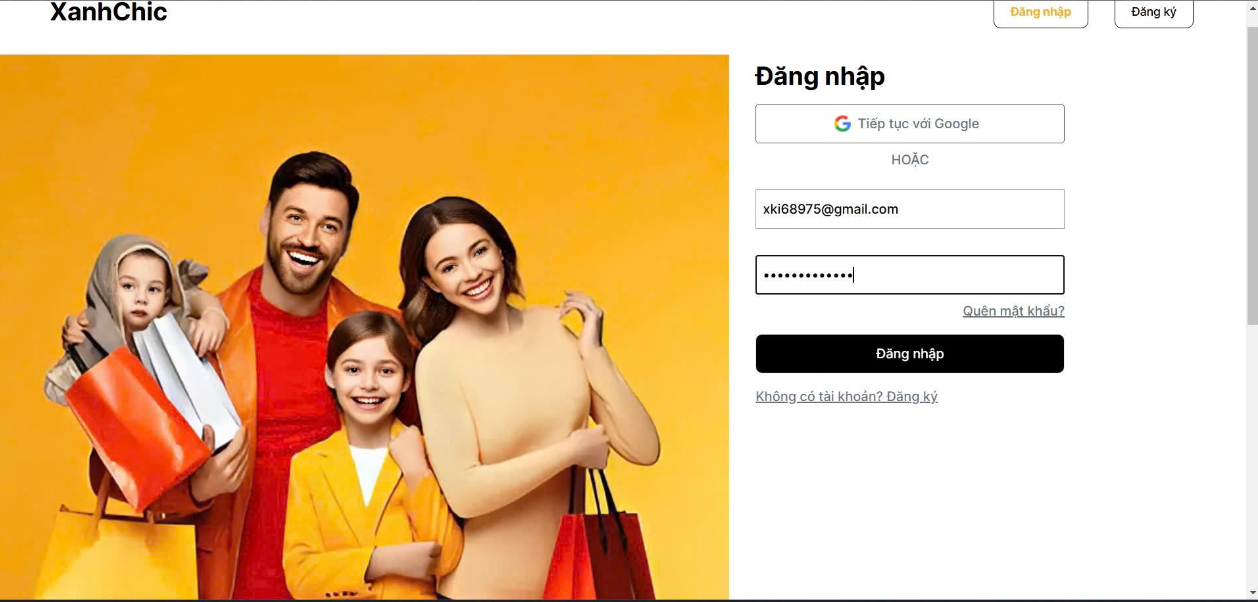 XanhChic
Đăng nhập
Đăng ký
Đăng nhập
Tiếp tục với Google
HOẶC
xki68975@gmail.com
•••••••••••••
Quên mật khẩu?
Đăng nhập
Không có tài khoản? Đăng ký